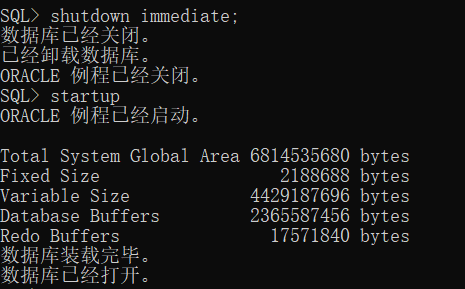 SQL> shutdown immediate;
数据库已经关闭。
已经卸载数据库。
ORACLE 例程已经关闭。
SQL> startup
ORACLE 例程已经启动。
Total System Global Area 6814535680 bytes
Fixed Size                  2188688 bytes
Variable Size            4429187696 bytes
Database Buffers         2365587456 bytes
Redo Buffers               17571840 bytes
数据库装载完毕。
数据库已经打开。